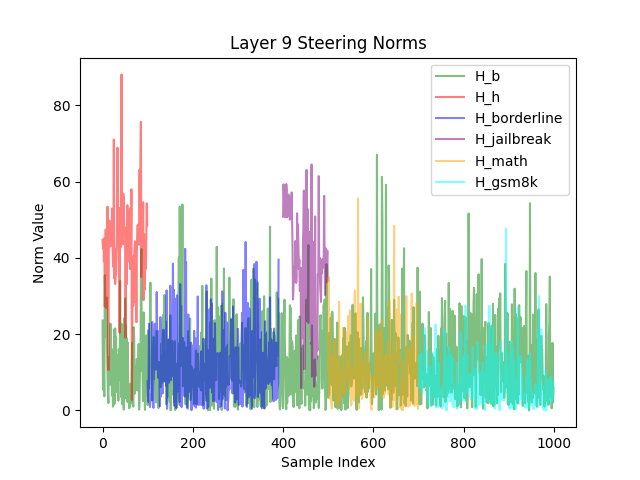 Layer 9 Steering Norms
H_b
H_h
H_borderline
H_jailbreak
H_math
H_gsm8k
Norm Value
80
60
40
20
0
0 200 400 600 800 1000
Sample Index